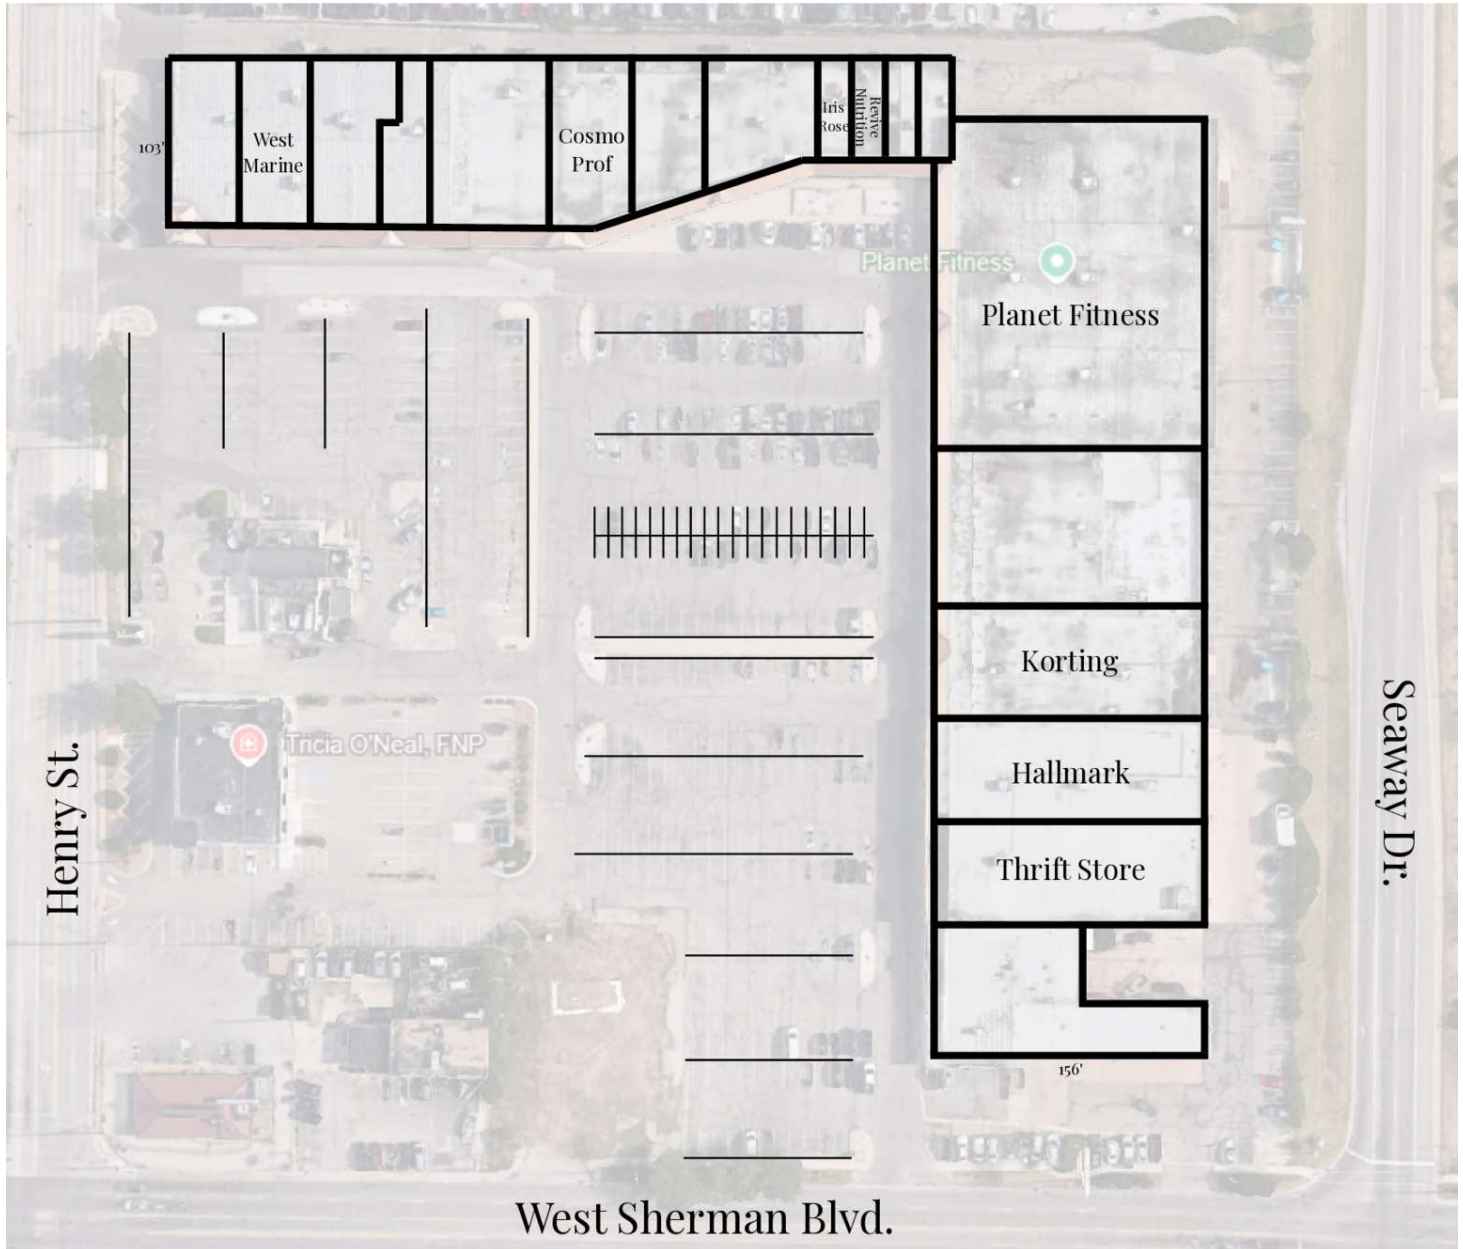 103'
West
Marine
Cosmo
Prof
Iris
Rose
Revive
Nutrition
Planet Fitness
Planet Fitness
Korting
Hallmark
Thrift Store
Tricia O'Neal, FNP
Henry St.
Seaway Dr.
156'
West Sherman Blvd.